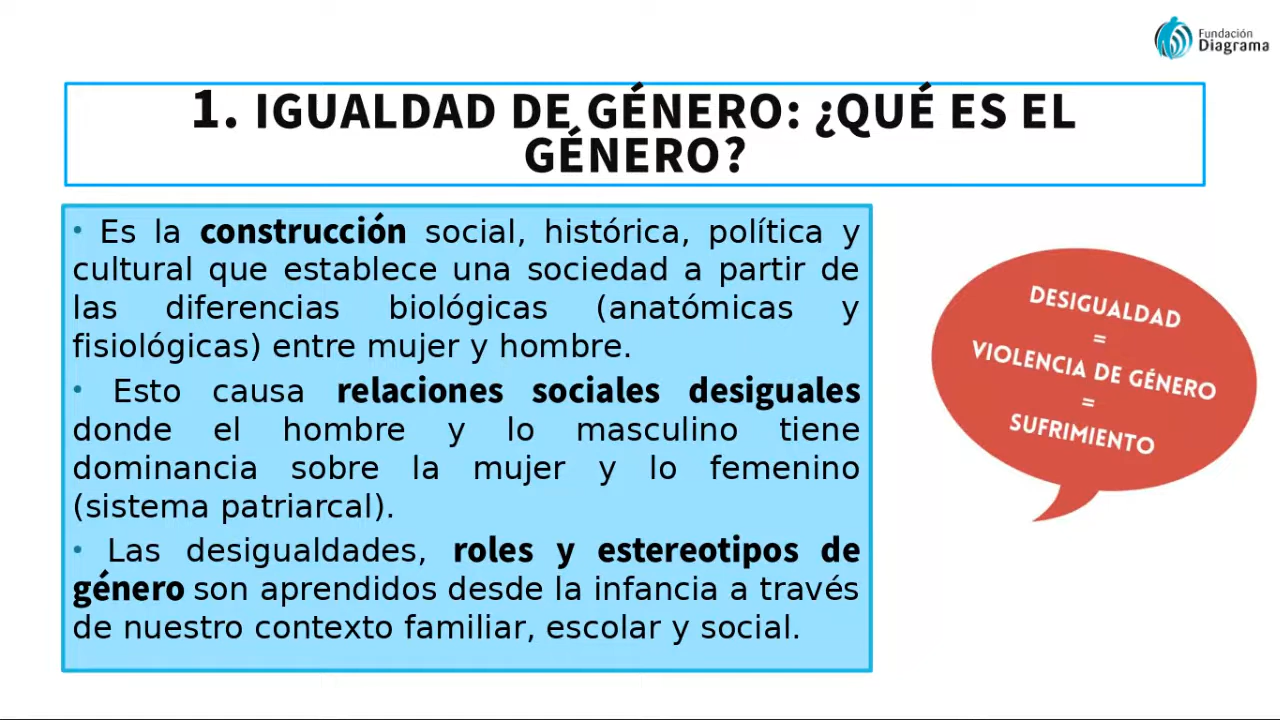 Fundación
Diagrama
1. IGUALDAD DE GÉNERO: ¿QUÉ ES EL
GÉNERO?
• Es la construcción social, histórica, política y
cultural que establece una sociedad a partir de
las diferencias biológicas (anatómicas y
fisiológicas) entre mujer y hombre.
• Esto causa relaciones sociales desiguales
donde el hombre y lo masculino tiene
dominancia sobre la mujer y lo femenino
(sistema patriarcal).
• Las desigualdades, roles y estereotipos de
género son aprendidos desde la infancia a través
de nuestro contexto familiar, escolar y social.
DESIGUALDAD
=
VIOLENCIA DE GÉNERO
=
SUFRIMIENTO